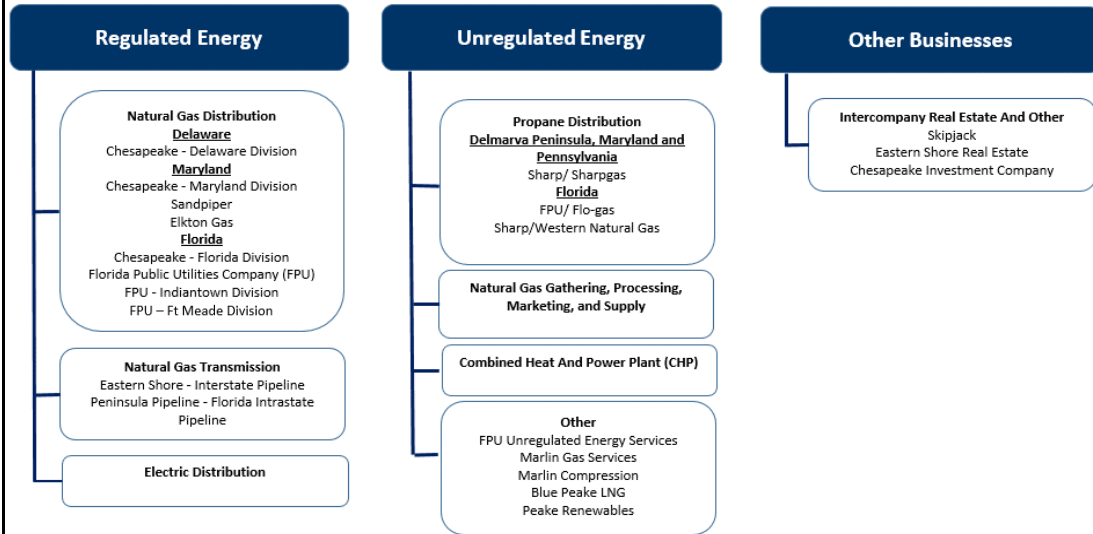 Regulated Energy
Natural Gas Distribution
Delaware
Chesapeake - Delaware Division
Maryland
Chesapeake - Maryland Division
Sandpiper
Elkton Gas
Florida
Chesapeake - Florida Division
Florida Public Utilities Company (FPU)
FPU - Indiantown Division
FPU – Ft Meade Division
Natural Gas Transmission
Eastern Shore - Interstate Pipeline
Peninsula Pipeline - Florida Intrastate
Pipeline
Electric Distribution
Unregulated Energy
Propane Distribution
Delmarva Peninsula, Maryland and
Pennsylvania
Sharp/ Sharpgas
Florida
FPU/ Flo-gas
Sharp/Western Natural Gas
Natural Gas Gathering, Processing,
Marketing, and Supply
Combined Heat And Power Plant (CHP)
Other
FPU Unregulated Energy Services
Marlin Gas Services
Marlin Compression
Blue Peake LNG
Peake Renewables
Other Businesses
Intercompany Real Estate And Other
Skipjack
Eastern Shore Real Estate
Chesapeake Investment Company